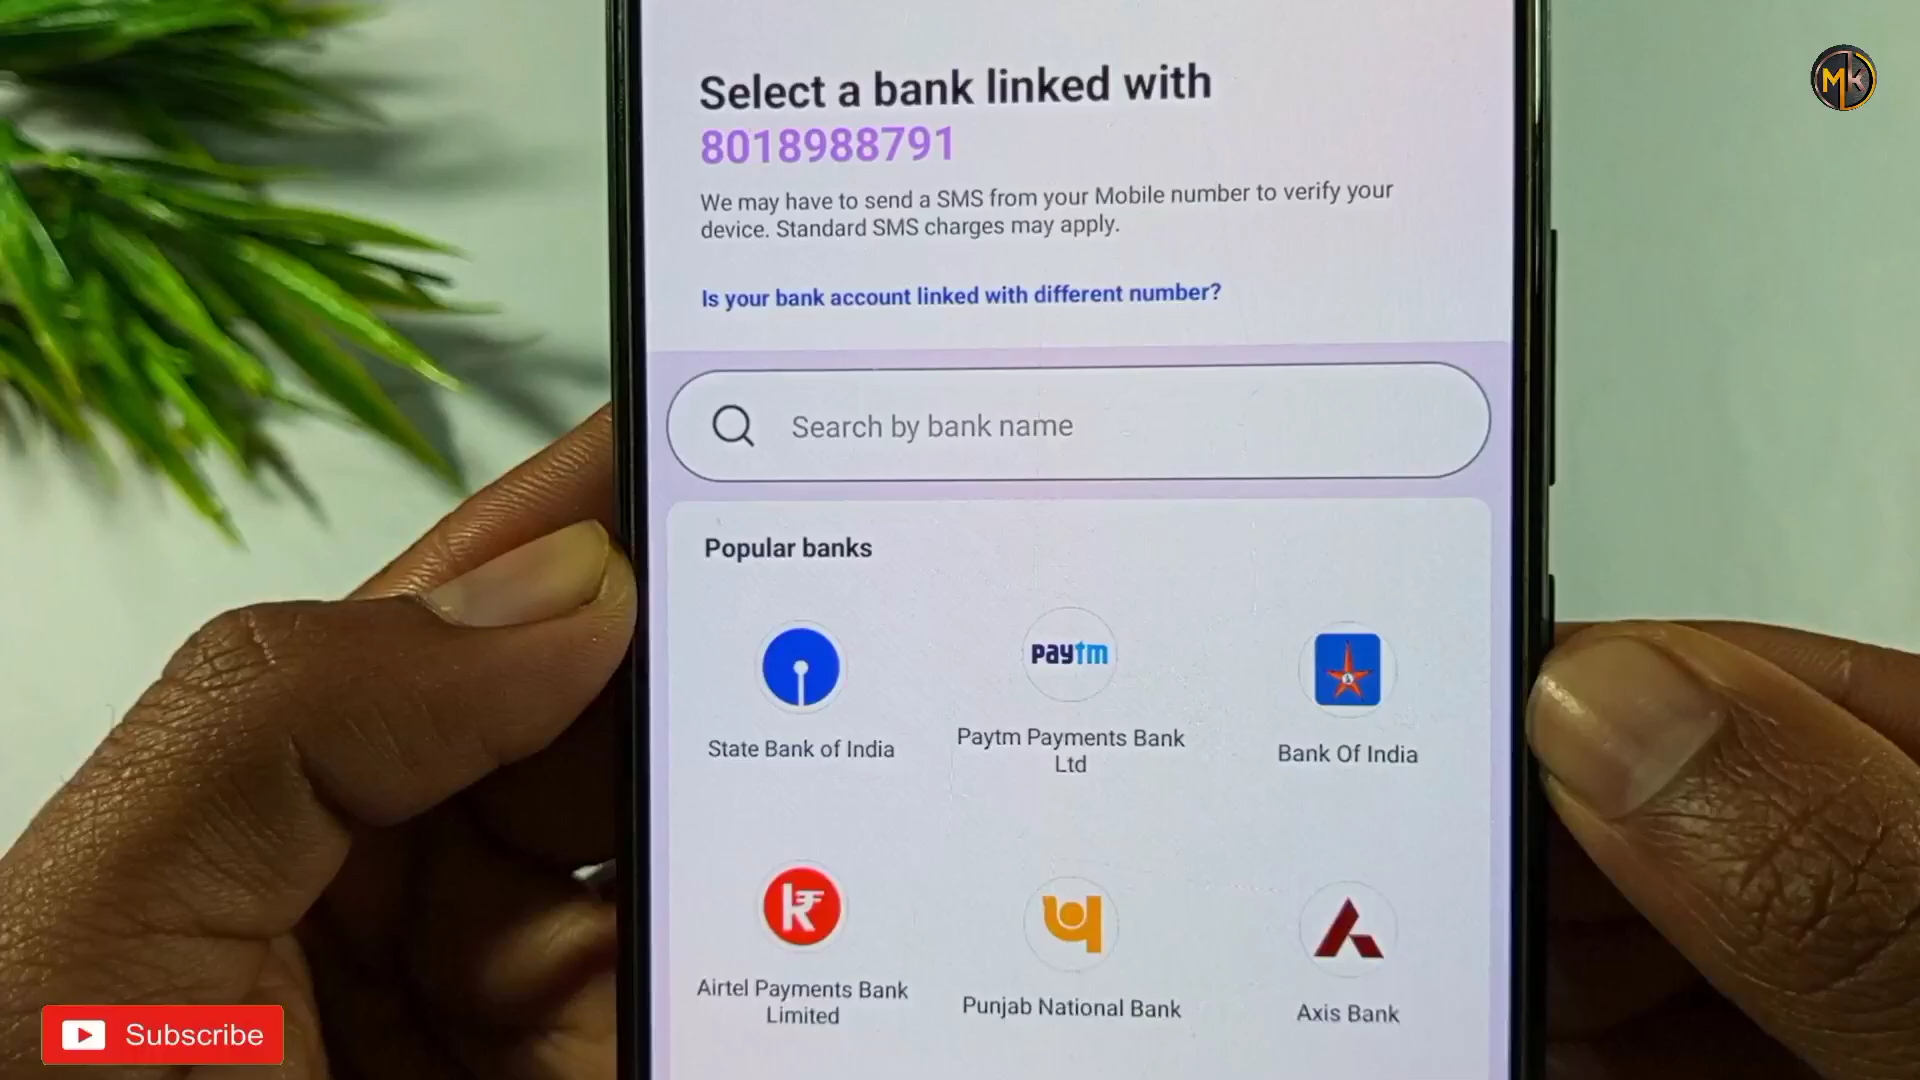 Select a bank linked with
8018988791
We may have to send a SMS from your Mobile number to verify your
device. Standard SMS charges may apply.
Is your bank account linked with different number?
Search by bank name
Popular banks
paytm
State Bank of India
Paytm Payments Bank
Ltd
Bank Of India
Airtel Payments Bank
Limited
Punjab National Bank
Axis Bank
MK
Subscribe